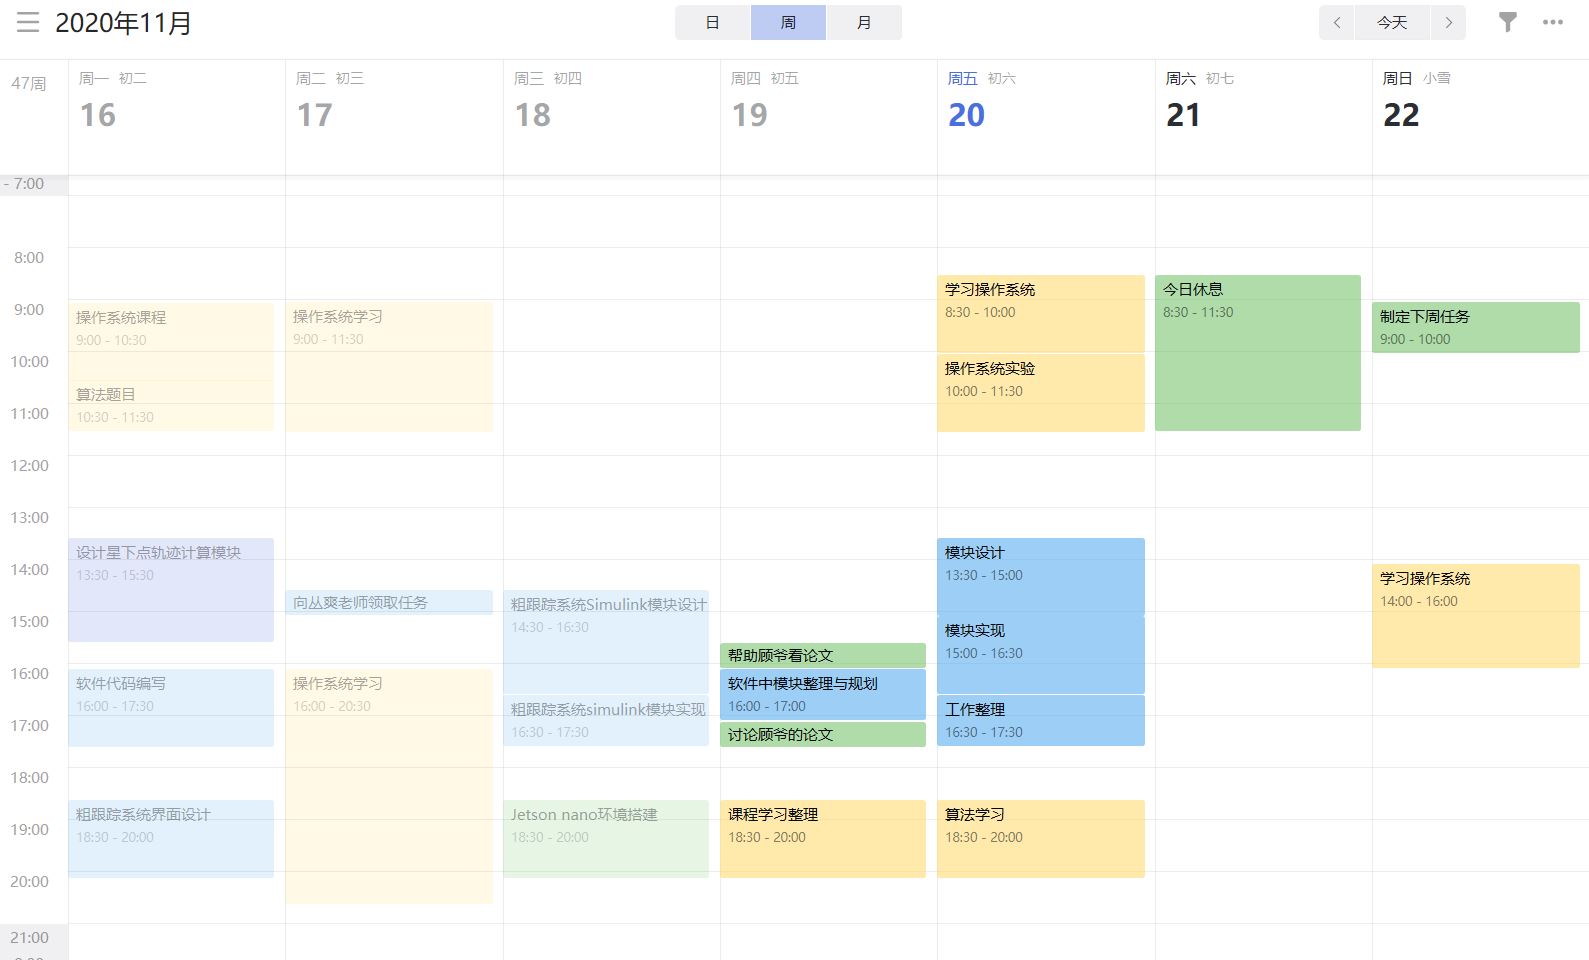 2020年11月
日 周 月
今天
47周
周一 初二
16
周二 初三
17
周三 初四
18
周四 初五
19
周五 初六
20
周六 初七
21
周日 小雪
22
- 7:00
8:00
9:00
10:00
11:00
12:00
13:00
14:00
15:00
16:00
17:00
18:00
19:00
20:00
21:00
操作系统课程
9:00 - 10:30
算法题目
10:30 - 11:30
设计星下点轨迹计算模块
13:30 - 15:30
软件代码编写
16:00 - 17:30
粗跟踪系统界面设计
18:30 - 20:00
操作系统学习
9:00 - 11:30
向丛爽老师领取任务
操作系统学习
16:00 - 20:30
粗跟踪系统Simulink模块设计
14:30 - 16:30
粗跟踪系统simulink模块实现
16:30 - 17:30
Jetson nano环境搭建
18:30 - 20:00
帮助顾爷看论文
软件中模块整理与规划
16:00 - 17:00
讨论顾爷的论文
课程学习整理
18:30 - 20:00
学习操作系统
8:30 - 10:00
操作系统实验
10:00 - 11:30
模块设计
13:30 - 15:00
模块实现
15:00 - 16:30
工作整理
16:30 - 17:30
算法学习
18:30 - 20:00
今日休息
8:30 - 11:30
制定下周任务
9:00 - 10:00
学习操作系统
14:00 - 16:00